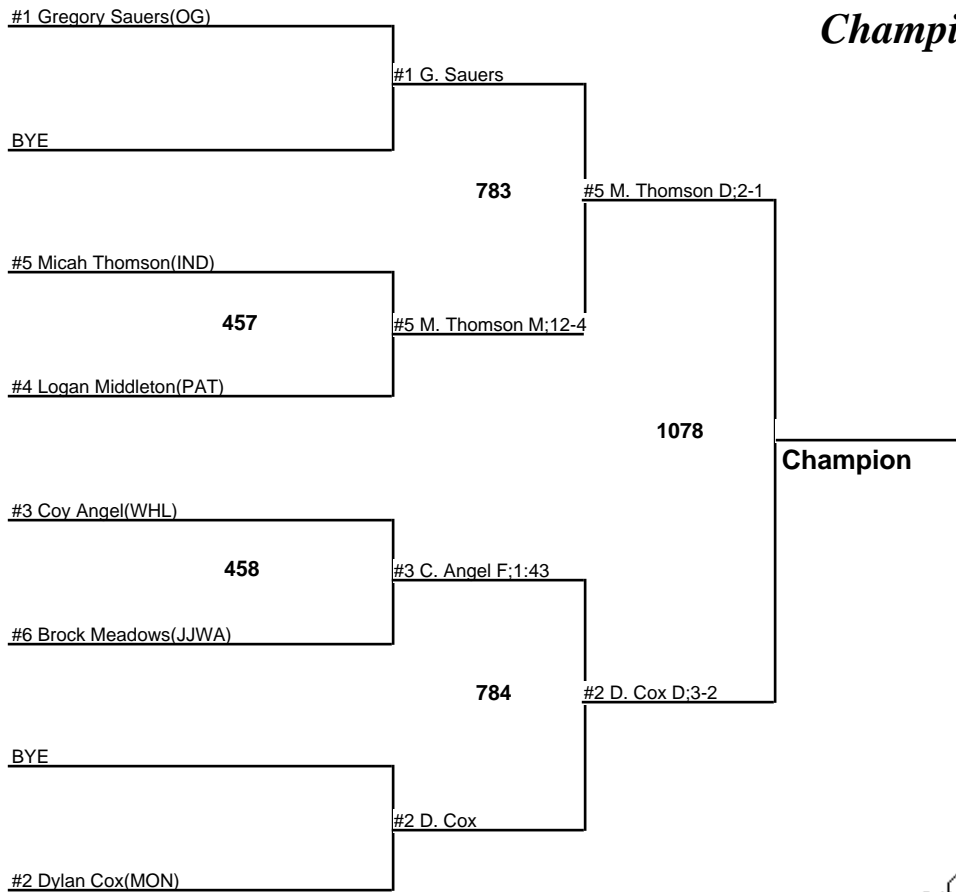 #1 Gregory Sauers(OG)
Champi
#1 G. Sauers
BYE
783
#5 M. Thomson D;2-1
#5 Micah Thomson(IND)
457
#5 M. Thomson M;12-4
#4 Logan Middleton(PAT)
1078
Champion
#3 Coy Angel(WHL)
458
#3 C. Angel F;1:43
#6 Brock Meadows(JJWA)
784
#2 D. Cox D;3-2
BYE
#2 D. Cox
#2 Dylan Cox(MON)